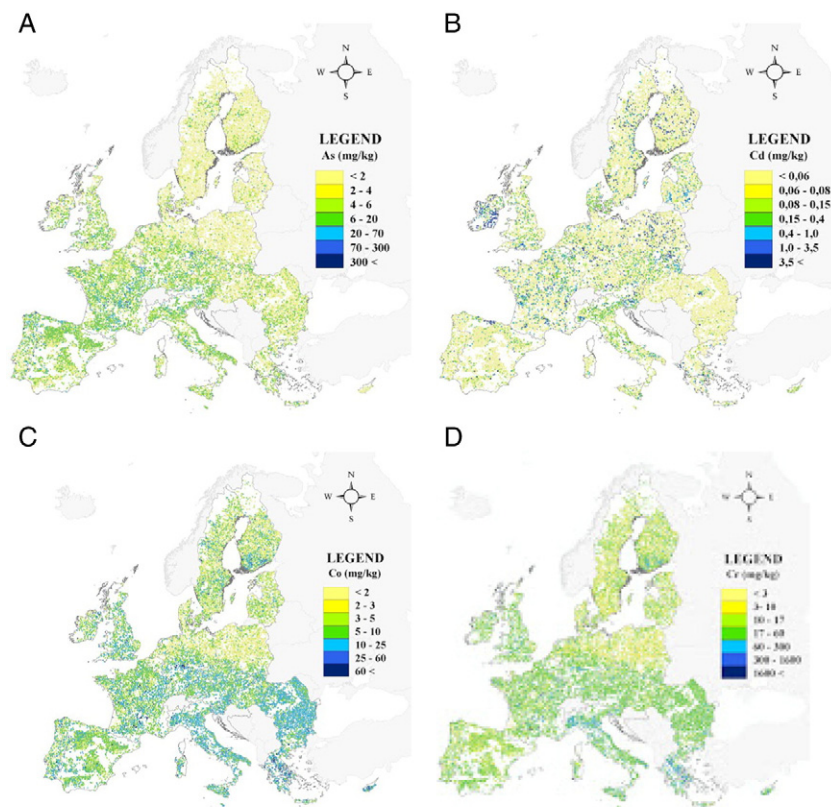 A
N
W E
S
LEGEND
As (mg/kg)
< 2
2 - 4
4 - 6
6 - 20
20 - 70
70 - 300
300 <
B
N
W E
S
LEGEND
Cd (mg/kg)
< 0,06
0,06 - 0,08
0,08 - 0,15
0,15 - 0,4
0,4 - 1,0
1,0 - 3,5
3,5 <
C
N
W E
S
LEGEND
Co (mg/kg)
< 2
2 - 3
3 - 5
5 - 10
10 - 25
25 - 60
60 <
D
N
W E
S
LEGEND
Cr (mg/kg)
< 3
3- 10
10 - 17
17 - 60
60 - 300
300 - 1600
1600 <